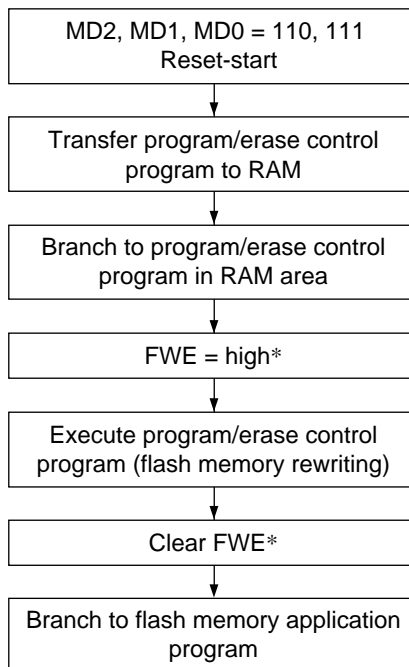 MD2, MD1, MD0 = 110, 111
Reset-start
Transfer program/erase control
program to RAM
Branch to program/erase control
program in RAM area
FWE = high*
Execute program/erase control
program (flash memory rewriting)
Clear FWE*
Branch to flash memory application
program